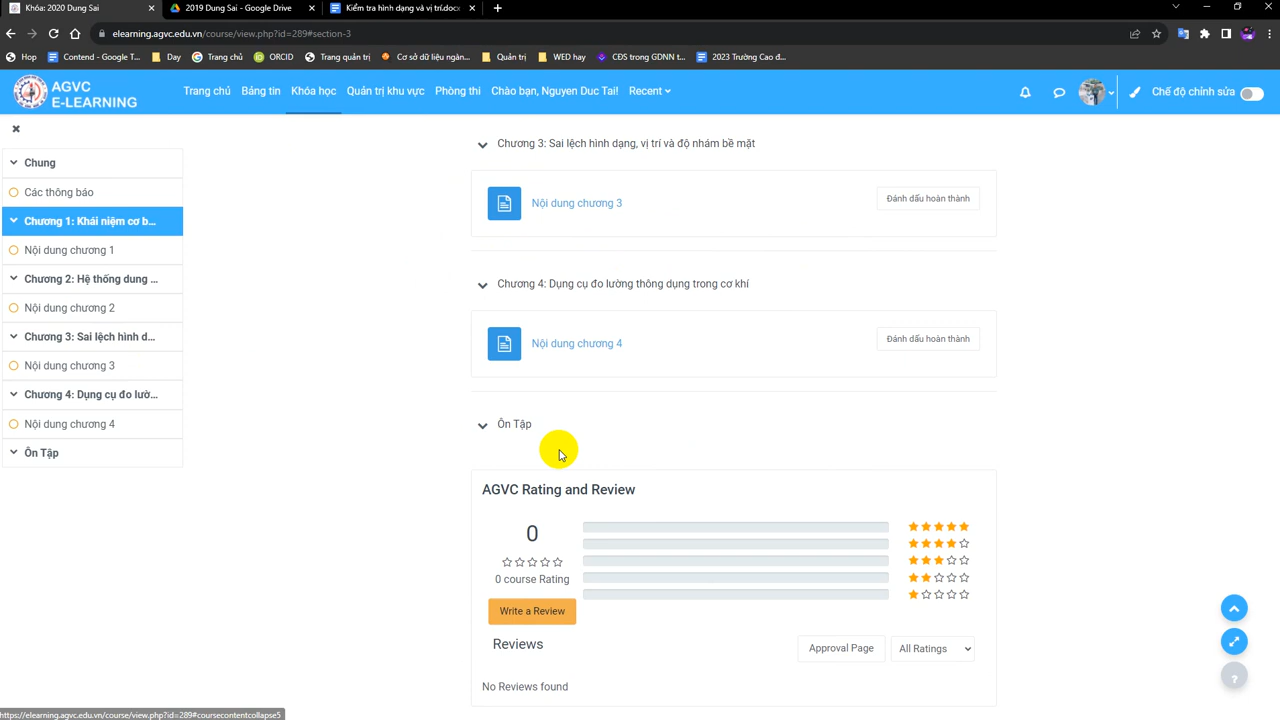 Khóa: 2020 Dung Sai
2019 Dung Sai - Google Drive
Kiểm tra hình dạng và vị trí.docx
elearning.agvc.edu.vn/course/view.php?id=289#section-3
Hop
Contend - Google T...
Day
Trang chủ
ORCID
Trang quản trị
Cơ sở dữ liệu ngàn...
Quản trị
WED hay
CĐS trong GDNN t...
2023 Trường Cao đ...
AGVC
E-LEARNING
Trang chủ
Bảng tin
Khóa học
Quản trị khu vực
Phòng thi
Chào bạn, Nguyen Duc Tai!
Recent
Chế độ chỉnh sửa
Chung
Các thông báo
Chương 1: Khái niệm cơ b...
Nội dung chương 1
Chương 2: Hệ thống dung ...
Nội dung chương 2
Chương 3: Sai lệch hình d...
Nội dung chương 3
Chương 4: Dụng cụ đo lườ...
Nội dung chương 4
Ôn Tập
Chương 3: Sai lệch hình dạng, vị trí và độ nhám bề mặt
Nội dung chương 3
Đánh dấu hoàn thành
Chương 4: Dụng cụ đo lường thông dụng trong cơ khí
Nội dung chương 4
Đánh dấu hoàn thành
Ôn Tập
AGVC Rating and Review
0
0 course Rating
Write a Review
Reviews
Approval Page
All Ratings
No Reviews found
?
https://elearning.agvc.edu.vn/course/view.php?id=289#coursecontentcollapse5